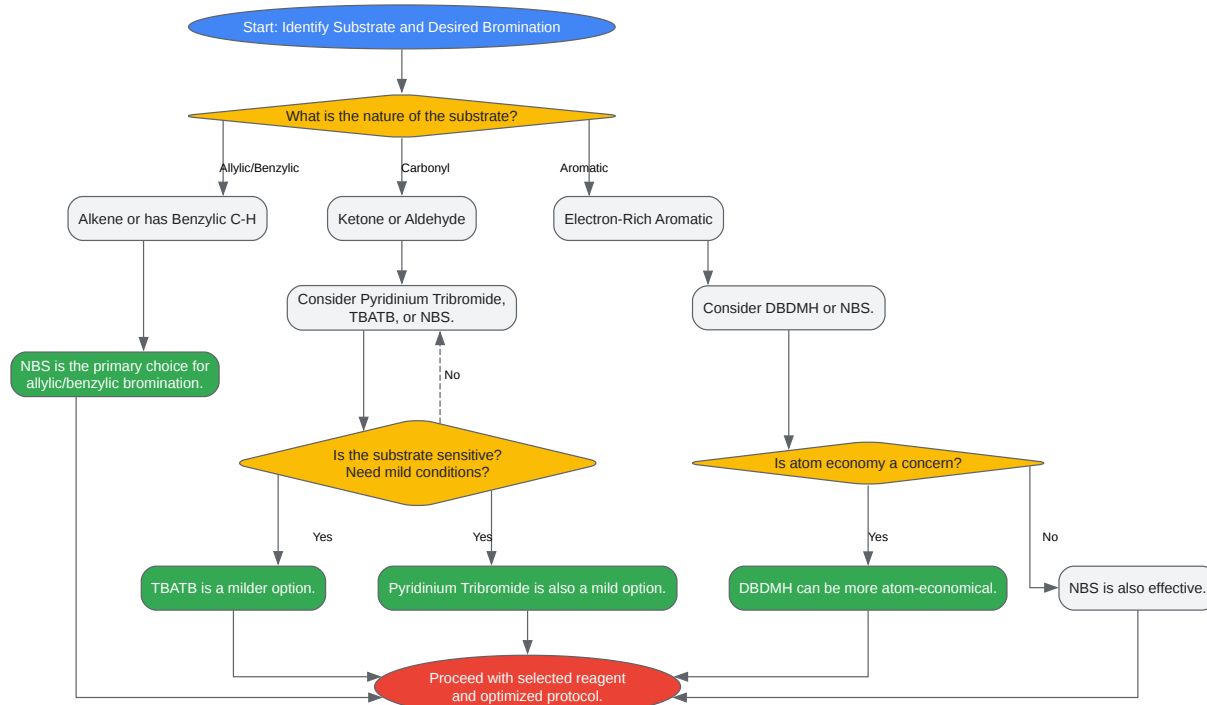 Start: Identify Substrate and Desired Bromination
What is the nature of the substrate?
Allylic/Benzylic
Carbonyl
Aromatic
Alkene or has Benzylic C-H
Ketone or Aldehyde
Electron-Rich Aromatic
Consider Pyridinium Tribromide,
TBATB, or NBS.
Consider DBDMH or NBS.
NBS is the primary choice for
allylic/benzylic bromination.
No
Is the substrate sensitive?
Need mild conditions?
Is atom economy a concern?
Yes
Yes
Yes
No
TBATB is a milder option.
Pyridinium Tribromide is also a mild option.
DBDMH can be more atom-economical.
NBS is also effective.
Proceed with selected reagent
and optimized protocol.